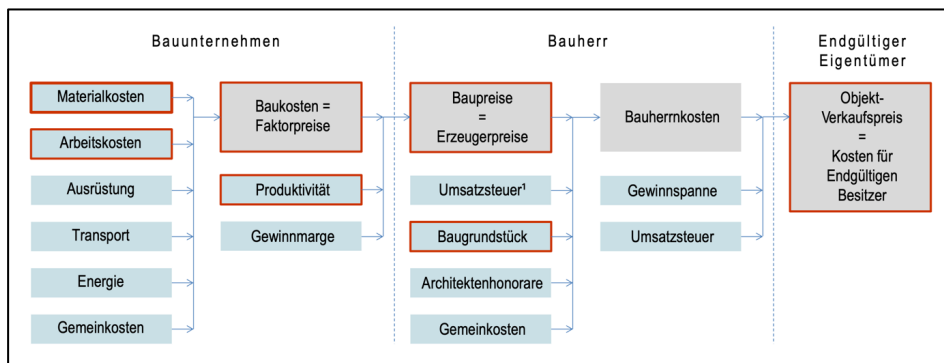 Bauunternehmen
Materialkosten
Arbeitskosten
Ausrüstung
Transport
Energie
Gemeinkosten
Baukosten =
Faktorpreise
Produktivität
Gewinnmarge
Bauherr
Baupreise
=
Erzeugerpreise
Umsatzsteuer¹
Baugrundstück
Architektenhonorare
Gemeinkosten
Bauherrnkosten
Gewinnspanne
Umsatzsteuer
Endgültiger
Eigentümer
Objekt-
Verkaufspreis
=
Kosten für
Endgültigen
Besitzer